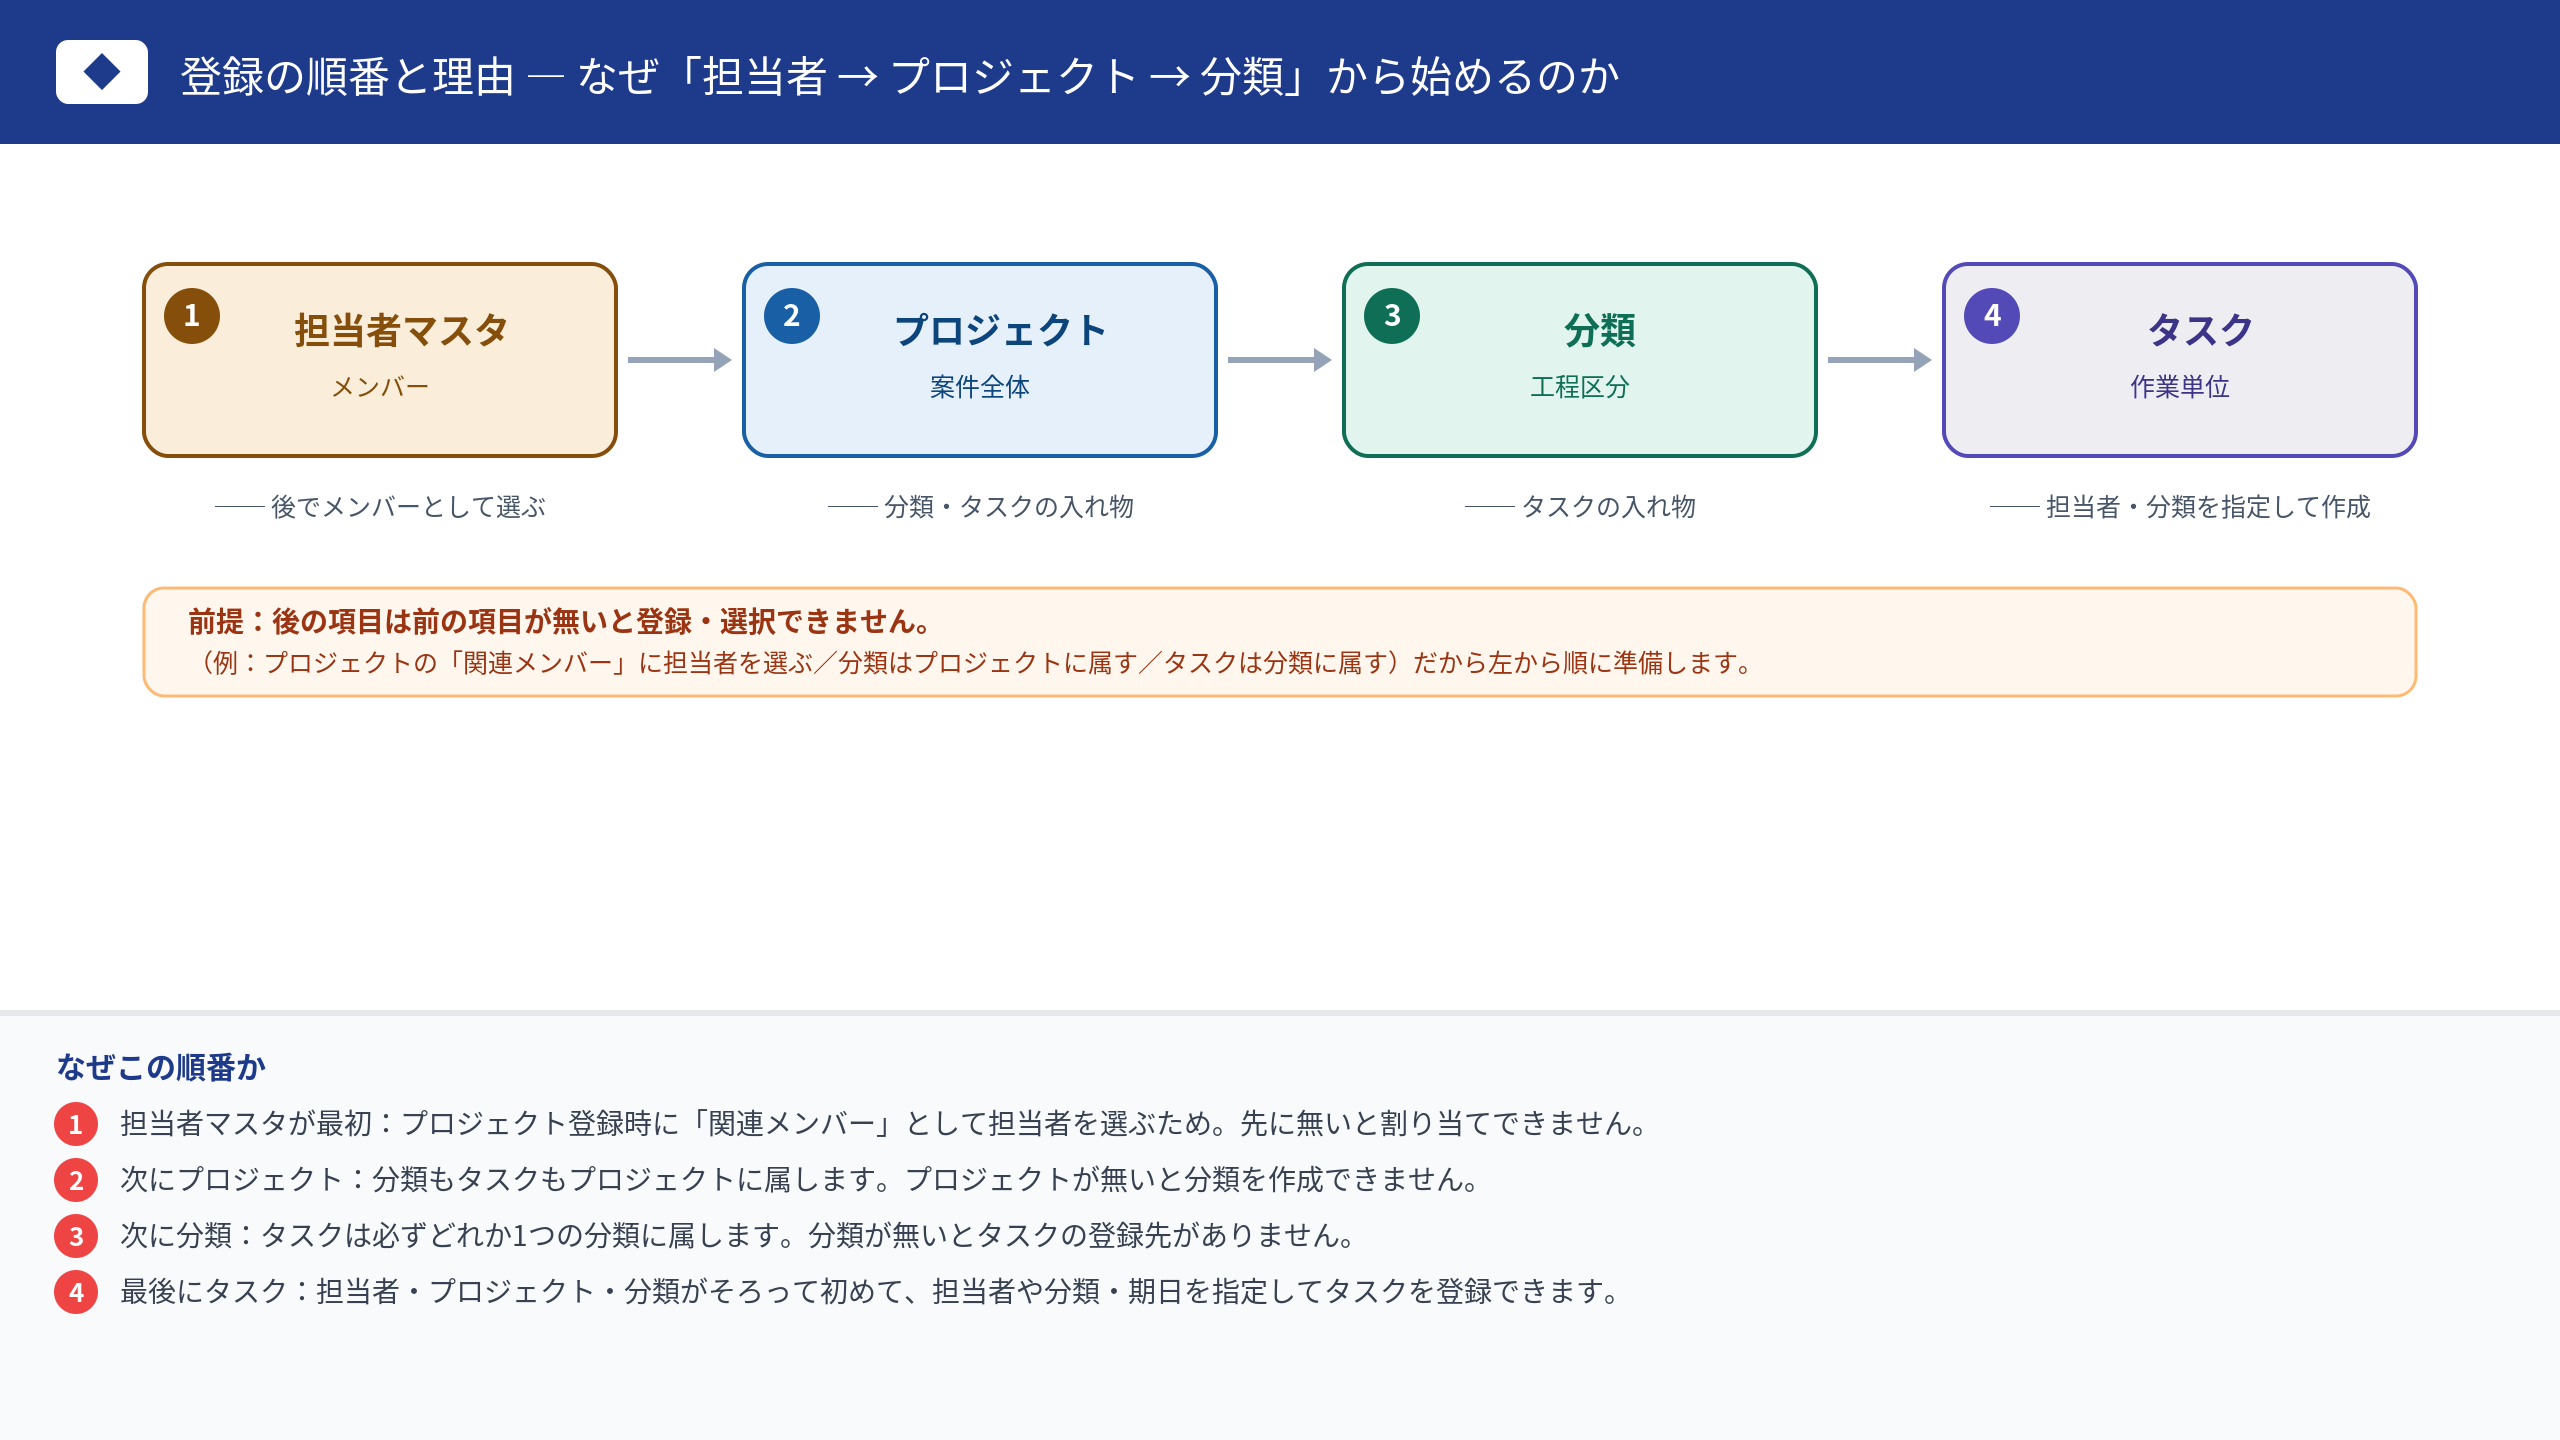 登録の順番と理由 — なぜ「担当者 → プロジェクト → 分類」から始めるのか
1 担当者マスタ
メンバー
2 プロジェクト
案件全体
3 分類
工程区分
4 タスク
作業単位
── 後でメンバーとして選ぶ
── 分類・タスクの入れ物
── タスクの入れ物
── 担当者・分類を指定して作成
前提：後の項目は前の項目が無いと登録・選択できません。
（例：プロジェクトの「関連メンバー」に担当者を選ぶ／分類はプロジェクトに属す／タスクは分類に属す）だから左から順に準備します。
なぜこの順番か
1 担当者マスタが最初：プロジェクト登録時に「関連メンバー」として担当者を選ぶため。先に無いと割り当てできません。
2 次にプロジェクト：分類もタスクもプロジェクトに属します。プロジェクトが無いと分類を作成できません。
3 次に分類：タスクは必ずどれか1つの分類に属します。分類が無いとタスクの登録先がありません。
4 最後にタスク：担当者・プロジェクト・分類がそろって初めて、担当者や分類・期日を指定してタスクを登録できます。